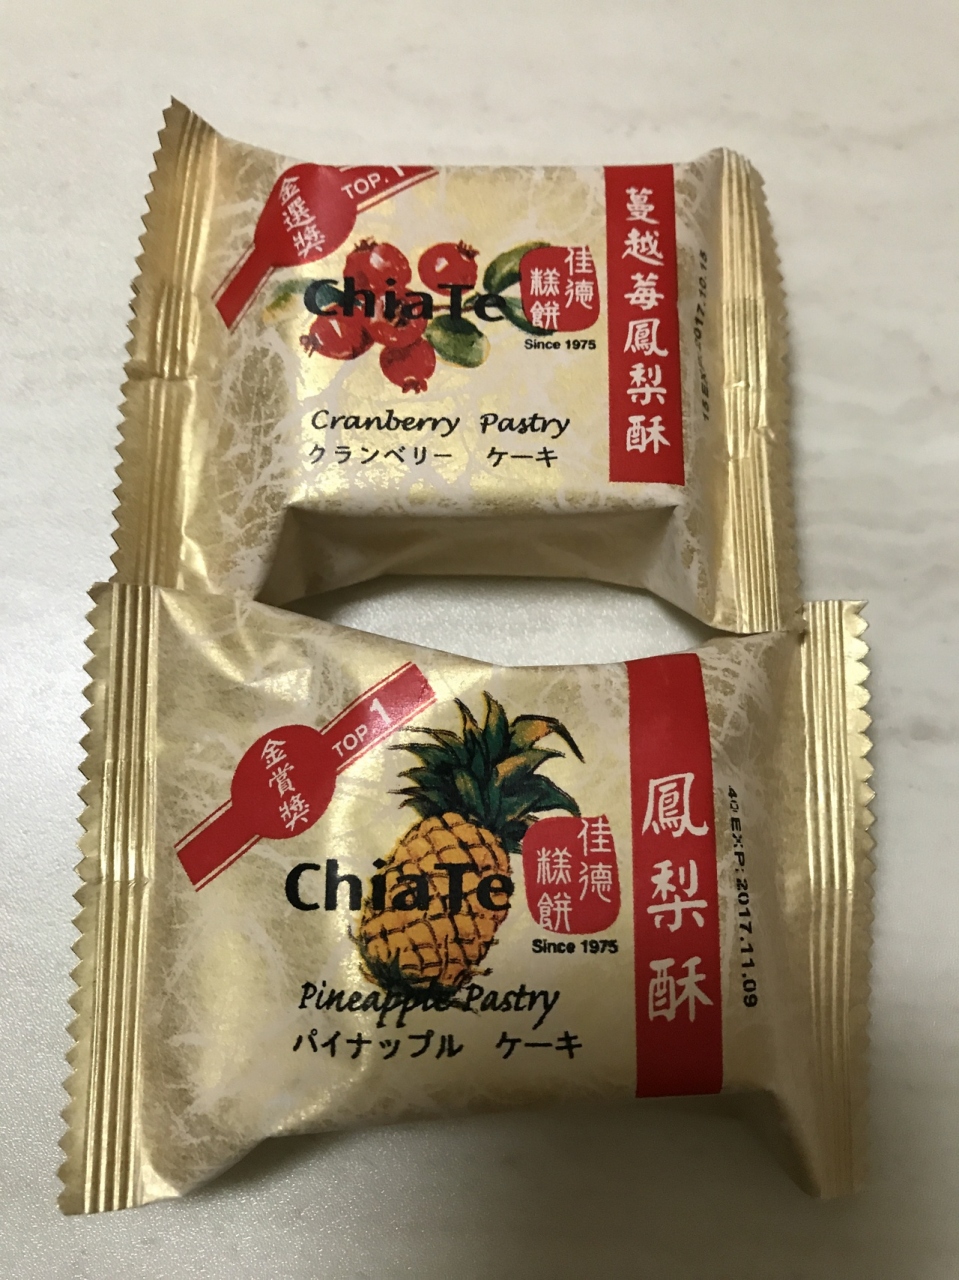 金選獎
TOP.1
ChiaTe
佳德
糕餅
Since 1975
Cranberry Pastry
クランベリー ケーキ
蔓越莓鳳梨酥
2017.10.15
金賞獎
TOP.1
ChiaTe
佳德
糕餅
Since 1975
Pineapple Pastry
パイナップル ケーキ
鳳梨酥
40 EXP: 2017.11.09